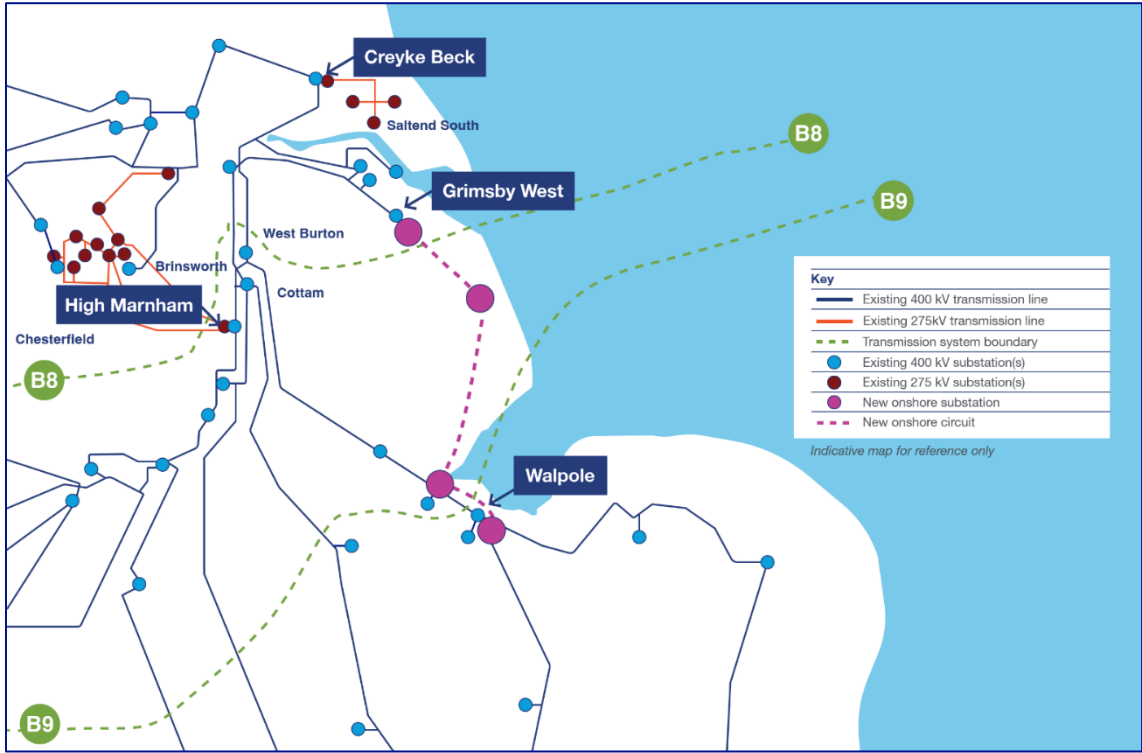 Creyke Beck
Saltend South
B8
Grimsby West
B9
West Burton
Brinsworth
Cottam
High Marnham
Chesterfield
B8
Key
Existing 400 kV transmission line
Existing 275kV transmission line
Transmission system boundary
Existing 400 kV substation(s)
Existing 275 kV substation(s)
New onshore substation
New onshore circuit
Indicative map for reference only
Walpole
B9